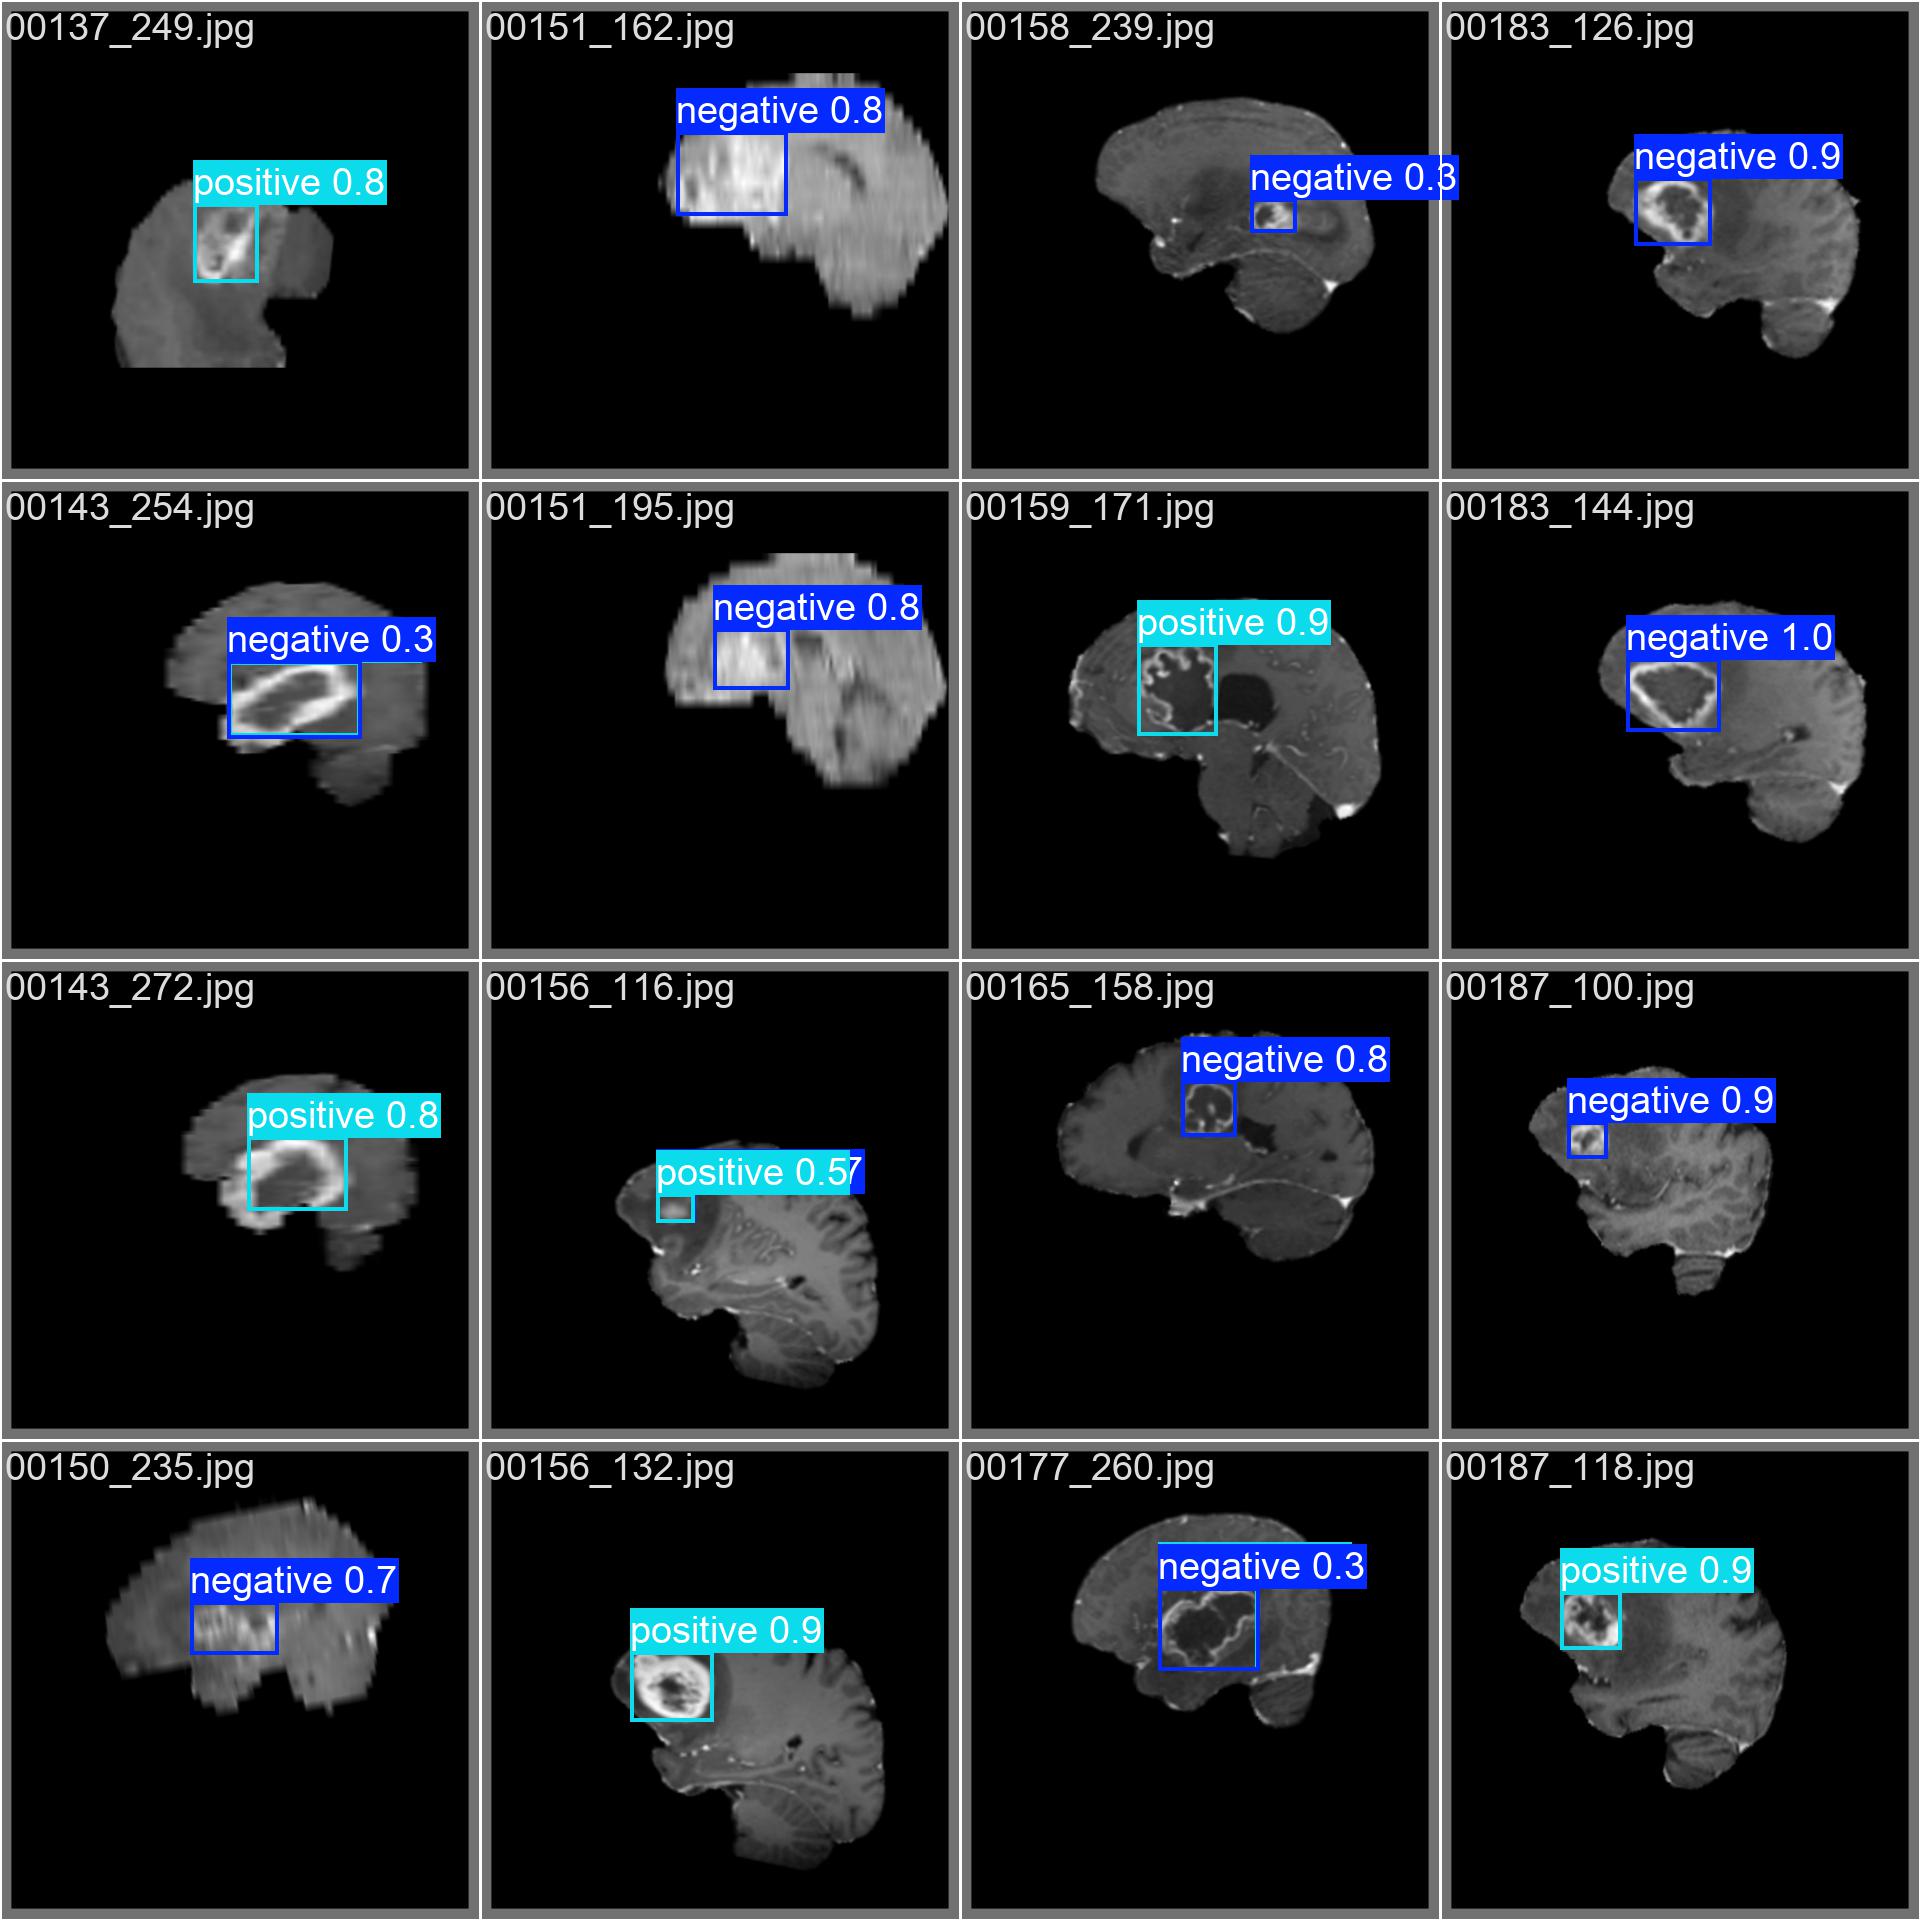 00137_249.jpg
positive 0.8
00151_162.jpg
negative 0.8
00158_239.jpg
negative 0.3
00183_126.jpg
negative 0.9
00143_254.jpg
negative 0.3
00151_195.jpg
negative 0.8
00159_171.jpg
positive 0.9
00183_144.jpg
negative 1.0
00143_272.jpg
positive 0.8
00156_116.jpg
positive 0.5
7
00165_158.jpg
negative 0.8
00187_100.jpg
negative 0.9
00150_235.jpg
negative 0.7
00156_132.jpg
positive 0.9
00177_260.jpg
negative 0.3
00187_118.jpg
positive 0.9